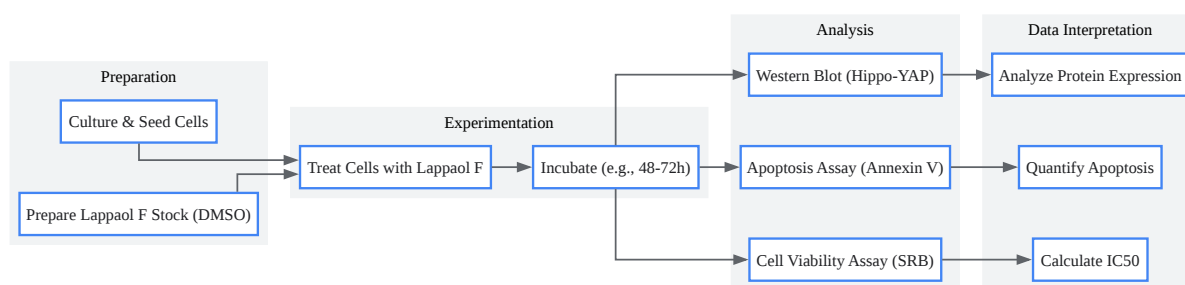 Preparation
Culture & Seed Cells
Prepare Lappaol F Stock (DMSO)
Experimentation
Treat Cells with Lappaol F
Incubate (e.g., 48-72h)
Analysis
Western Blot (Hippo-YAP)
Apoptosis Assay (Annexin V)
Cell Viability Assay (SRB)
Data Interpretation
Analyze Protein Expression
Quantify Apoptosis
Calculate IC50